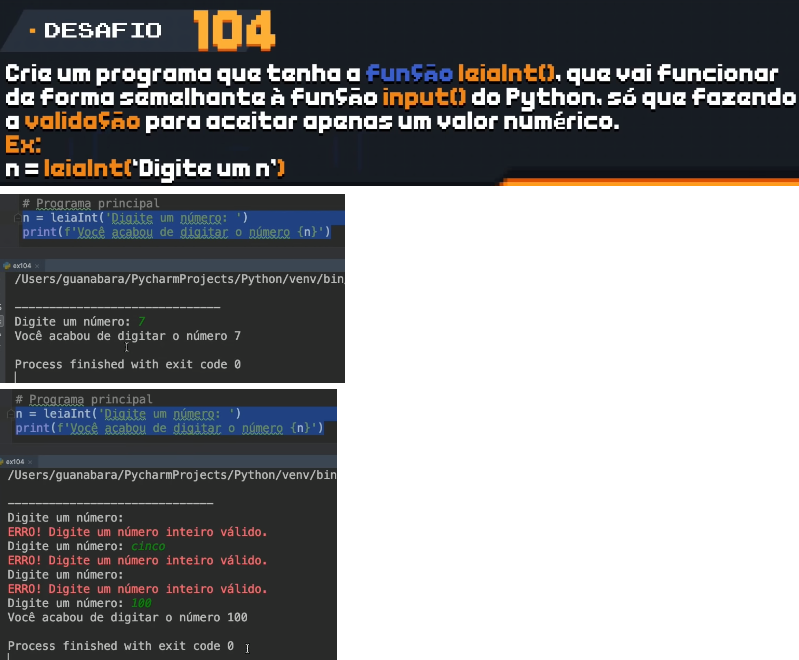 DESAFIO 104
Crie um programa que tenha a função leiaInt(), que vai funcionar
de forma semelhante à função input() do Python, só que fazendo
a validação para aceitar apenas um valor numérico.
Ex:
n = leiaInt('Digite um n')
# Programa principal
n = leiaInt('Digite um número: ')
print(f'Você acabou de digitar o número {n}')
ex104 ×
/Users/guanabara/PycharmProjects/Python/venv/bin
------------------------------
Digite um número: 7
Você acabou de digitar o número 7
Process finished with exit code 0
# Programa principal
n = leiaInt('Digite um número: ')
print(f'Você acabou de digitar o número {n}')
ex104 ×
/Users/guanabara/PycharmProjects/Python/venv/bin
------------------------------
Digite um número:
ERRO! Digite um número inteiro válido.
Digite um número: cinco
ERRO! Digite um número inteiro válido.
Digite um número:
ERRO! Digite um número inteiro válido.
Digite um número: 100
Você acabou de digitar o número 100
Process finished with exit code 0